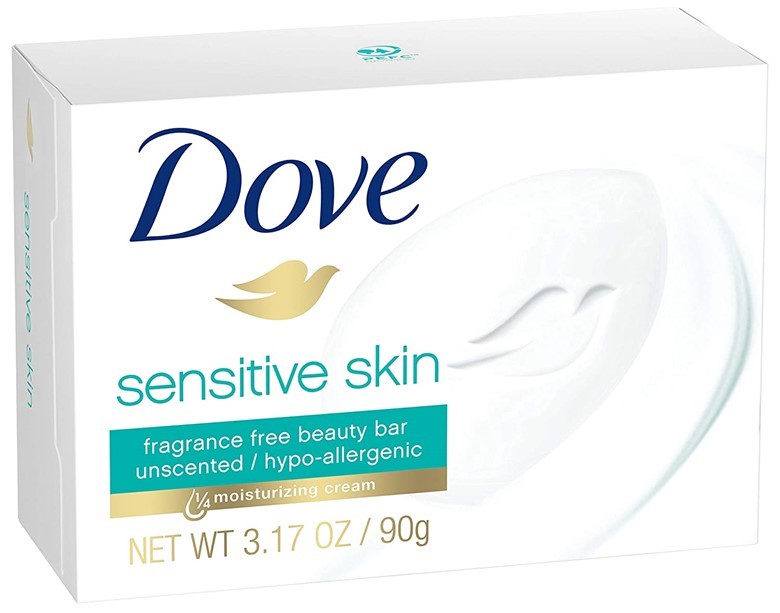 PEFC
Dove
sensitive skin
sensitive skin
fragrance free beauty bar
unscented / hypo-allergenic
1/4 moisturizing cream
NET WT 3.17 OZ / 90g